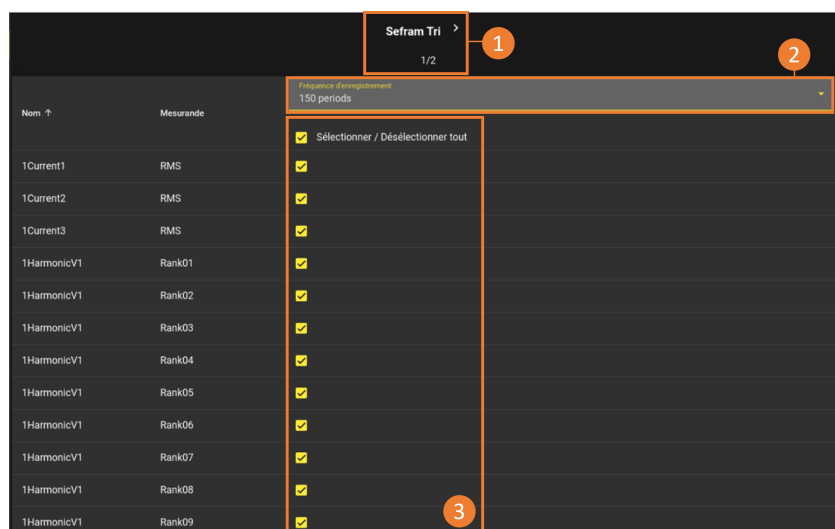 Sefram Tri >
1/2
1
2
Fréquence d'enregistrement
150 periods
Nom ↑ Mesurande
Sélectionner / Désélectionner tout
1Current1 RMS
1Current2 RMS
1Current3 RMS
1HarmonicV1 Rank01
1HarmonicV1 Rank02
1HarmonicV1 Rank03
1HarmonicV1 Rank04
1HarmonicV1 Rank05
1HarmonicV1 Rank06
1HarmonicV1 Rank07
1HarmonicV1 Rank08
1HarmonicV1 Rank09
3